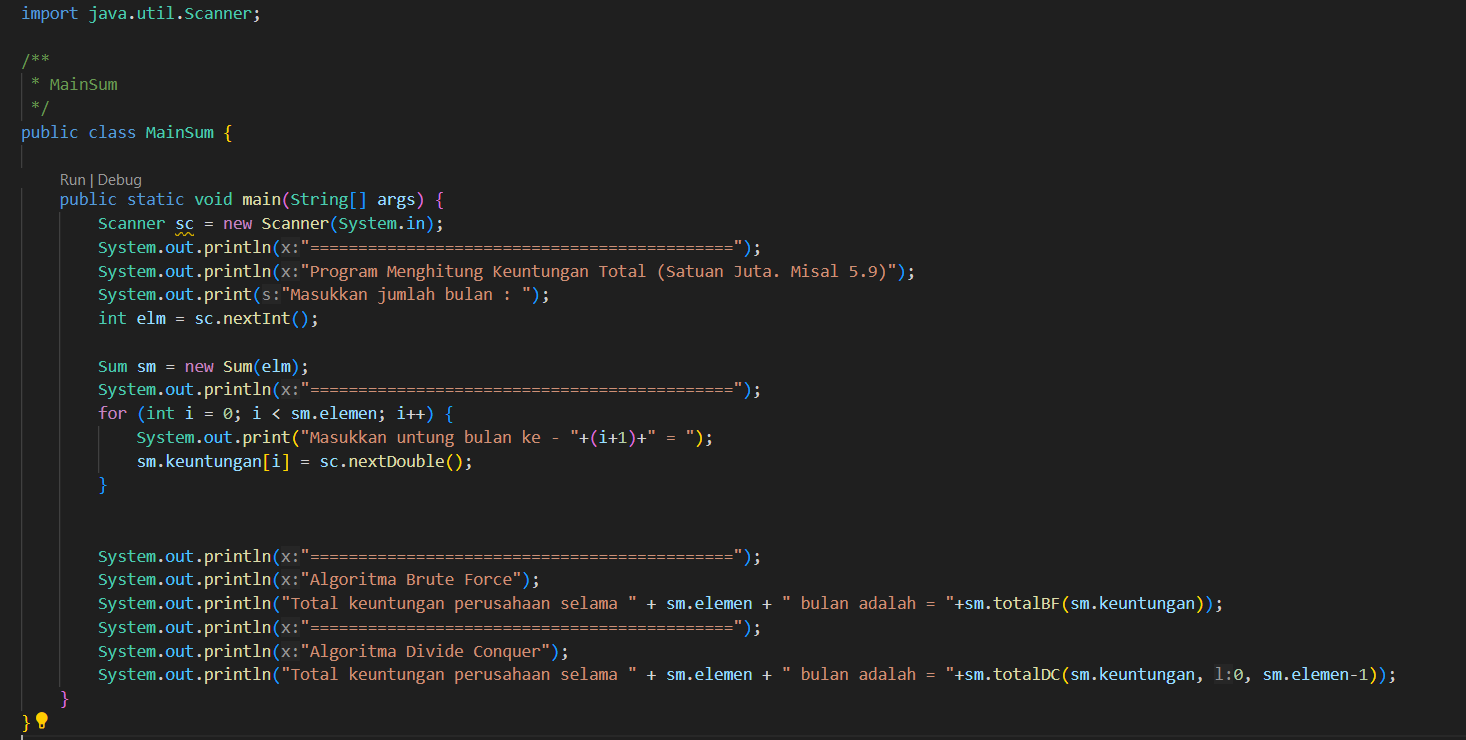 import java.util.Scanner;
/**
* MainSum
*/
public class MainSum {
Run | Debug
public static void main(String[] args) {
Scanner sc = new Scanner(System.in);
System.out.println(x:"============================================");
System.out.println(x:"Program Menghitung Keuntungan Total (Satuan Juta. Misal 5.9)");
System.out.print(s:"Masukkan jumlah bulan : ");
int elm = sc.nextInt();
Sum sm = new Sum(elm);
System.out.println(x:"============================================");
for (int i = 0; i < sm.elemen; i++) {
System.out.print("Masukkan untung bulan ke - "+(i+1)+" = ");
sm.keuntungan[i] = sc.nextDouble();
}
System.out.println(x:"============================================");
System.out.println(x:"Algoritma Brute Force");
System.out.println("Total keuntungan perusahaan selama " + sm.elemen + " bulan adalah = "+sm.totalBF(sm.keuntungan));
System.out.println(x:"============================================");
System.out.println(x:"Algoritma Divide Conquer");
System.out.println("Total keuntungan perusahaan selama " + sm.elemen + " bulan adalah = "+sm.totalDC(sm.keuntungan, l:0, sm.elemen-1));
}
}